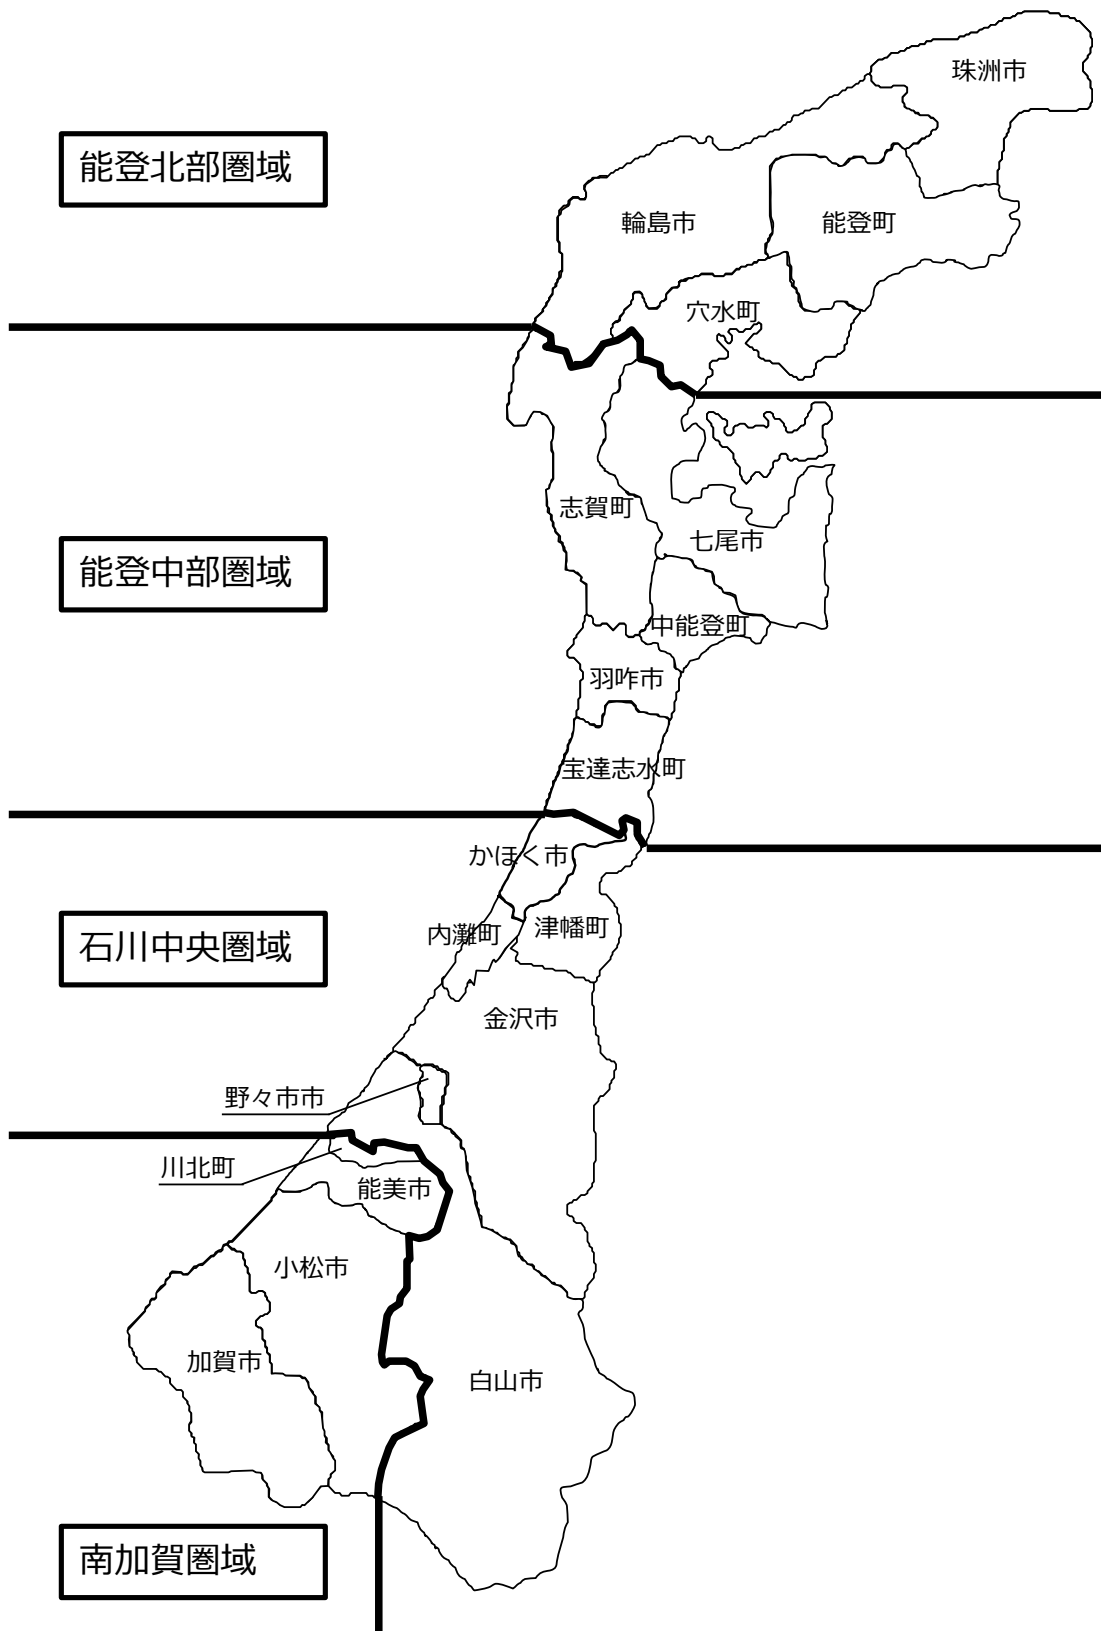 珠洲市
能登北部圏域
輪島市
能登町
穴水町
志賀町
七尾市
能登中部圏域
中能登町
羽咋市
宝達志水町
かほく市
内灘町
津幡町
石川中央圏域
金沢市
野々市市
川北町
能美市
小松市
加賀市
白山市
南加賀圏域